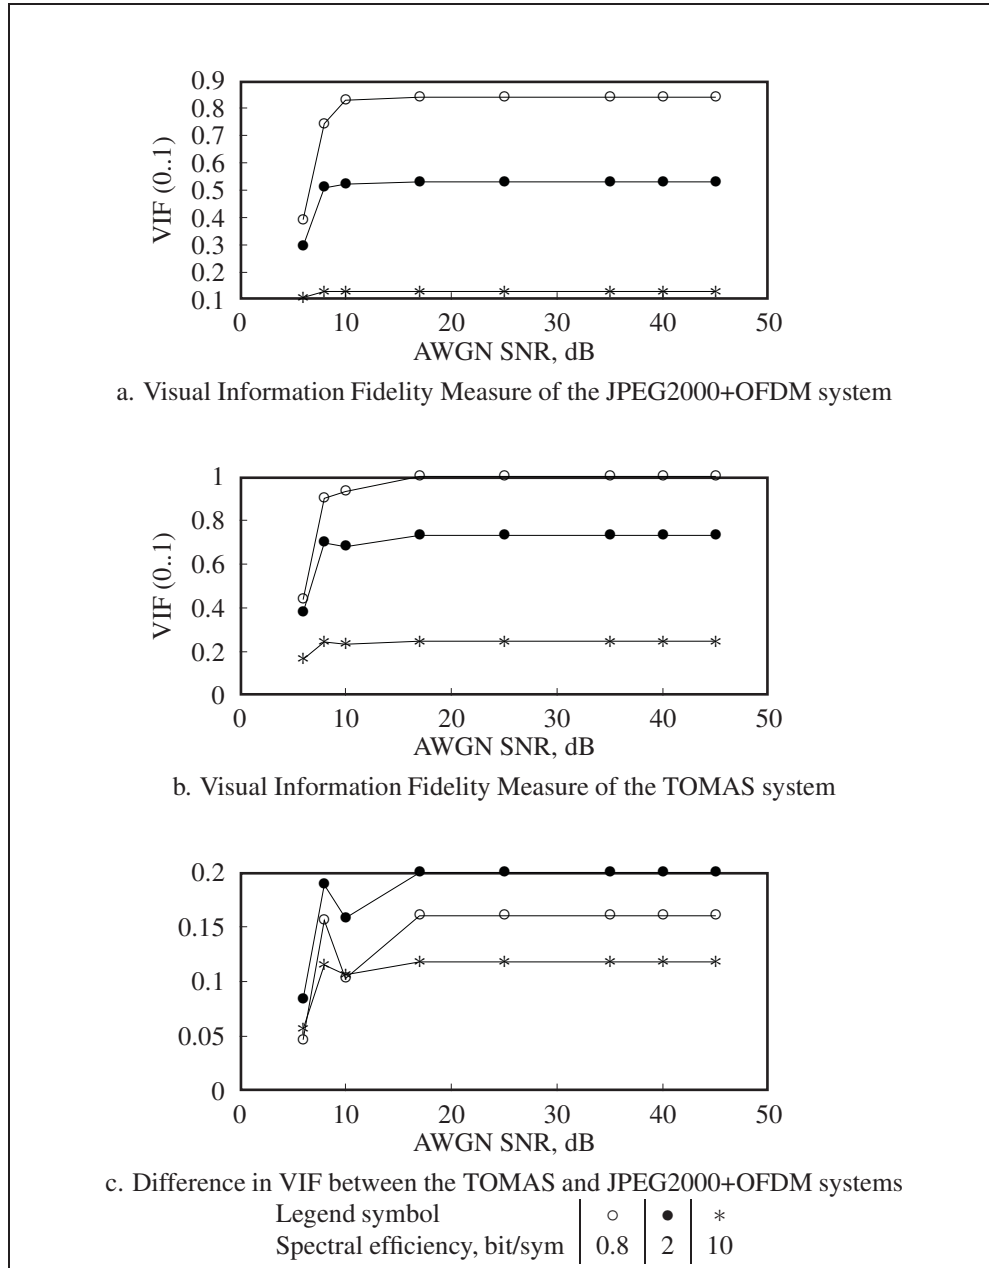 0.9
0.8
0.7
0.6
0.5
0.4
0.3
0.2
0.1
VIF (0..1)
0 10 20 30 40 50
AWGN SNR, dB
a. Visual Information Fidelity Measure of the JPEG2000+OFDM system
1
0.8
0.6
0.4
0.2
0
VIF (0..1)
0 10 20 30 40 50
AWGN SNR, dB
b. Visual Information Fidelity Measure of the TOMAS system
0.2
0.15
0.1
0.05
0
0 10 20 30 40 50
AWGN SNR, dB
c. Difference in VIF between the TOMAS and JPEG2000+OFDM systems
Legend symbol ○ ● *
Spectral efficiency, bit/sym 0.8 2 10